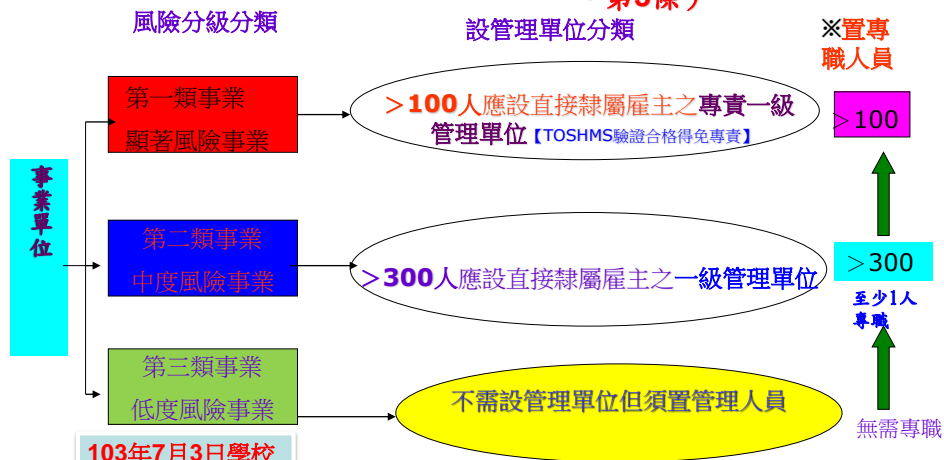 第3條）
風險分級分類
設管理單位分類
※置專
職人員
事業單位
第一類事業
顯著風險事業
＞100人應設直接隸屬雇主之專責一級
管理單位【TOSHMS驗證合格得免專責】
＞100
第二類事業
中度風險事業
＞300人應設直接隸屬雇主之一級管理單位
＞300
至少1人
專職
第三類事業
低度風險事業
不需設管理單位但須置管理人員
無需專職
103年7月3日學校